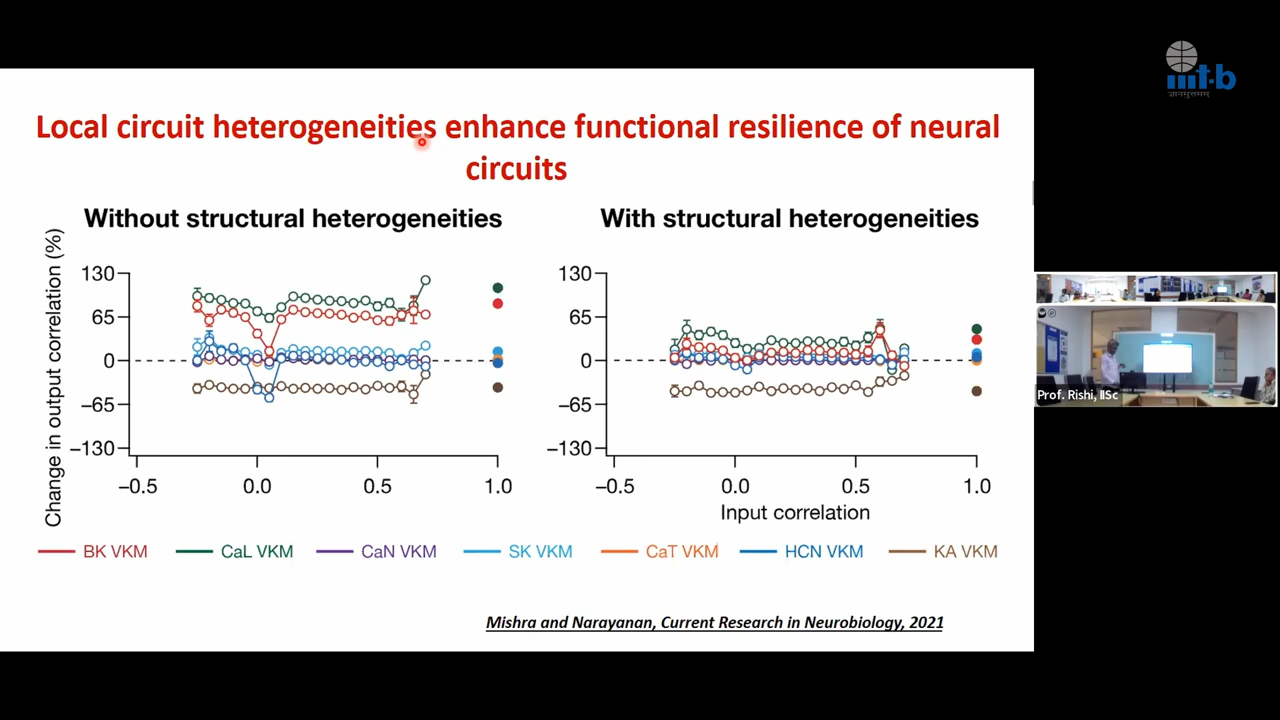 iiit-b
ज्ञानमुत्तमम्
Local circuit heterogeneities enhance functional resilience of neural
circuits
Without structural heterogeneities
With structural heterogeneities
Change in output correlation (%)
130
65
0
−65
−130
−0.5
0.0
0.5
1.0
130
65
0
−65
−130
−0.5
0.0
0.5
1.0
Input correlation
BK VKM
CaL VKM
CaN VKM
SK VKM
CaT VKM
HCN VKM
KA VKM
Mishra and Narayanan, Current Research in Neurobiology, 2021
Prof. Rishi, IISc